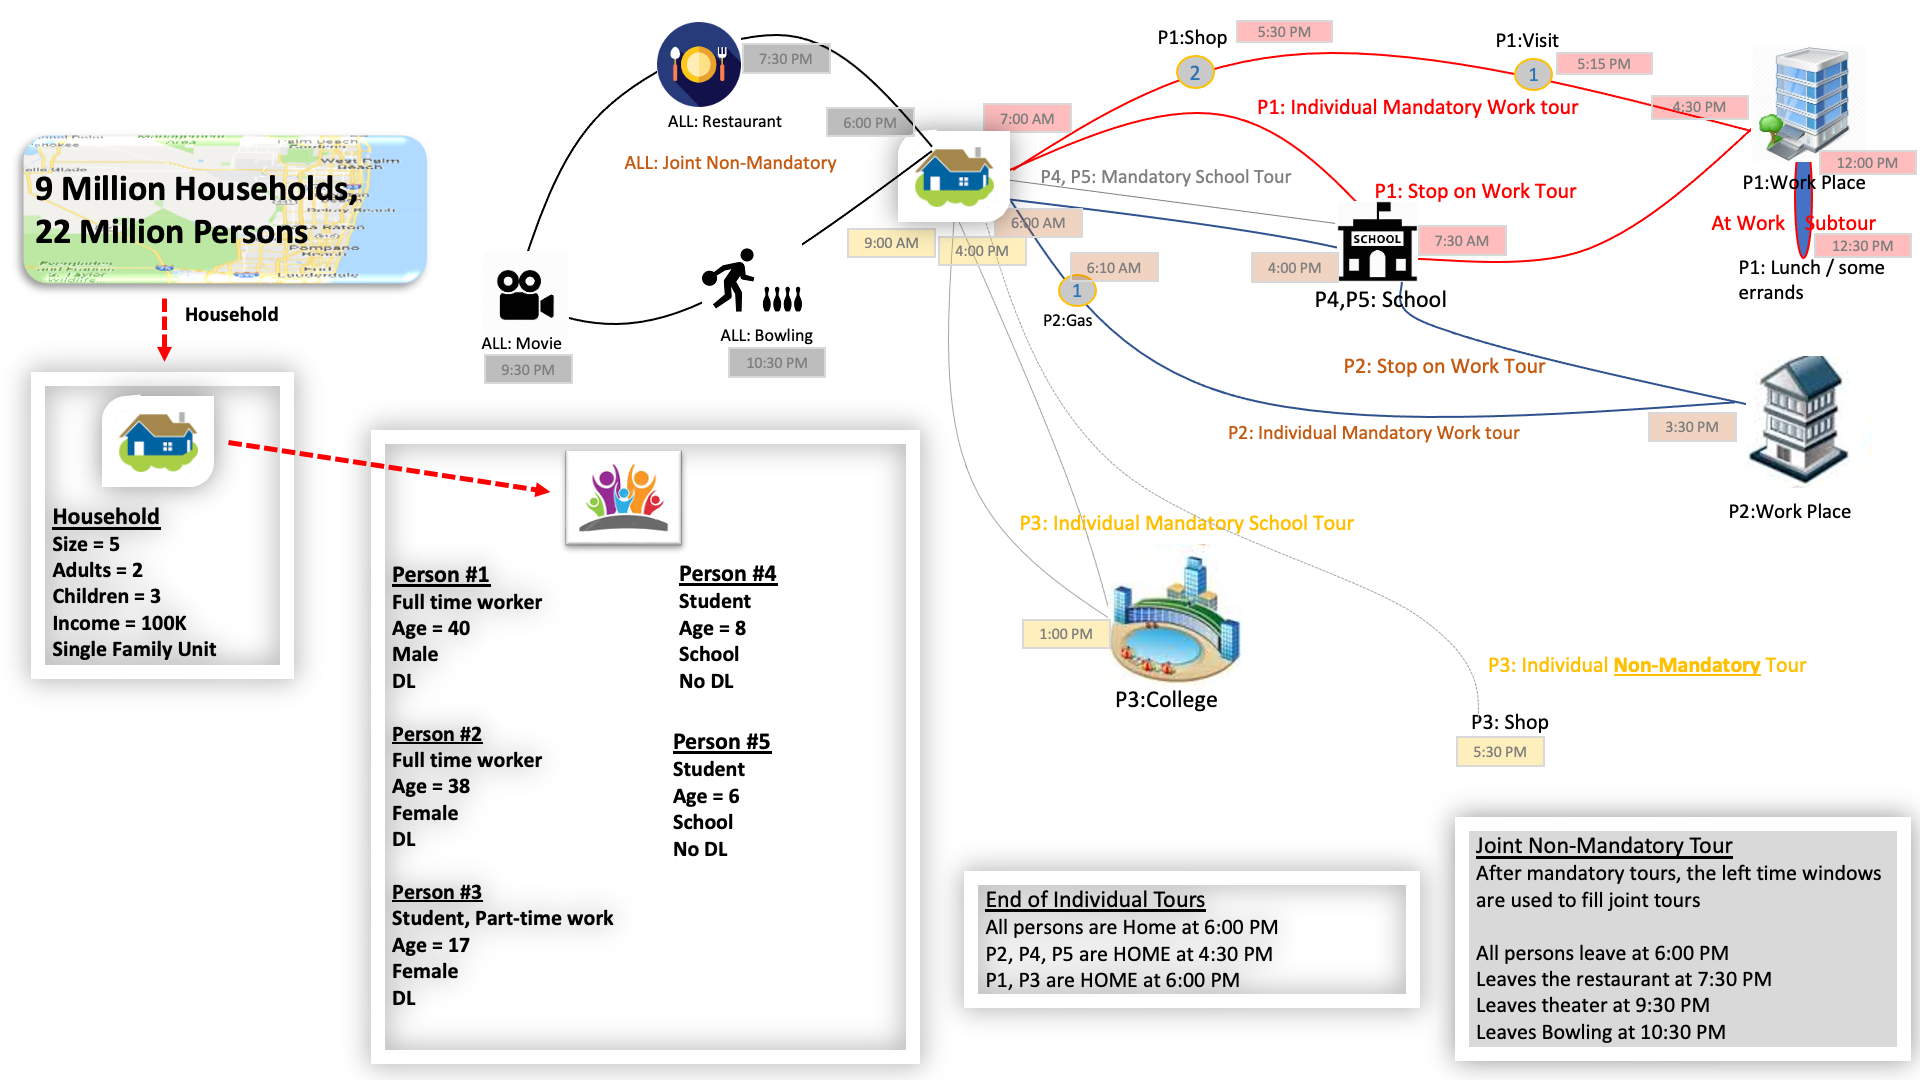 9 Million Households,
22 Million Persons
Household
Household
Size = 5
Adults = 2
Children = 3
Income = 100K
Single Family Unit
Person #1
Full time worker
Age = 40
Male
DL
Person #2
Full time worker
Age = 38
Female
DL
Person #3
Student, Part-time work
Age = 17
Female
DL
Person #4
Student
Age = 8
School
No DL
Person #5
Student
Age = 6
School
No DL
7:30 PM
ALL: Restaurant
6:00 PM
ALL: Joint Non-Mandatory
ALL: Movie
9:30 PM
ALL: Bowling
10:30 PM
7:00 AM
P1:Shop
5:30 PM
2
P1:Visit
5:15 PM
1
P1: Individual Mandatory Work tour
4:30 PM
12:00 PM
P1:Work Place
At Work Subtour
12:30 PM
P1: Lunch / some
errands
P4, P5: Mandatory School Tour
P1: Stop on Work Tour
SCHOOL
7:30 AM
4:00 PM
P4,P5: School
6:00 AM
9:00 AM
4:00 PM
6:10 AM
1
P2:Gas
P2: Stop on Work Tour
P2: Individual Mandatory Work tour
3:30 PM
P2:Work Place
P3: Individual Mandatory School Tour
1:00 PM
P3:College
P3: Individual Non-Mandatory Tour
P3: Shop
5:30 PM
End of Individual Tours
All persons are Home at 6:00 PM
P2, P4, P5 are HOME at 4:30 PM
P1, P3 are HOME at 6:00 PM
Joint Non-Mandatory Tour
After mandatory tours, the left time windows
are used to fill joint tours
All persons leave at 6:00 PM
Leaves the restaurant at 7:30 PM
Leaves theater at 9:30 PM
Leaves Bowling at 10:30 PM